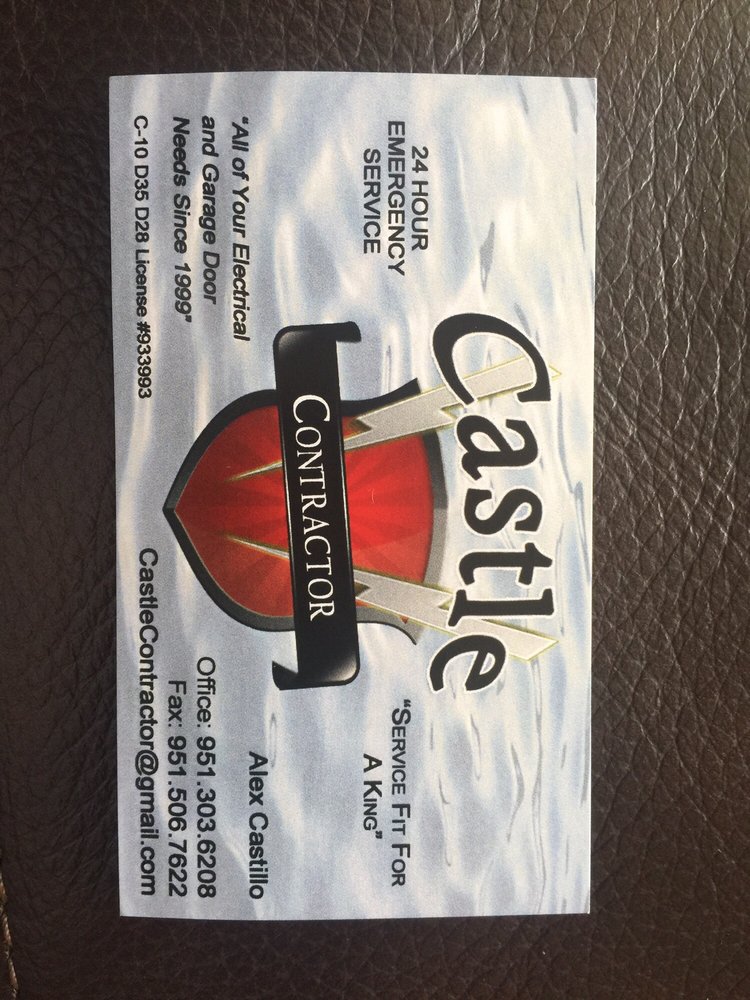 Castle
CONTRACTOR
24 HOUR
EMERGENCY
SERVICE
"SERVICE FIT FOR
A KING"
"All of Your Electrical
and Garage Door
Needs Since 1999"
C-10 D35 D28 License #933993
Alex Castillo
Office: 951.303.6208
Fax: 951.506.7622
CastleContractor@gmail.com